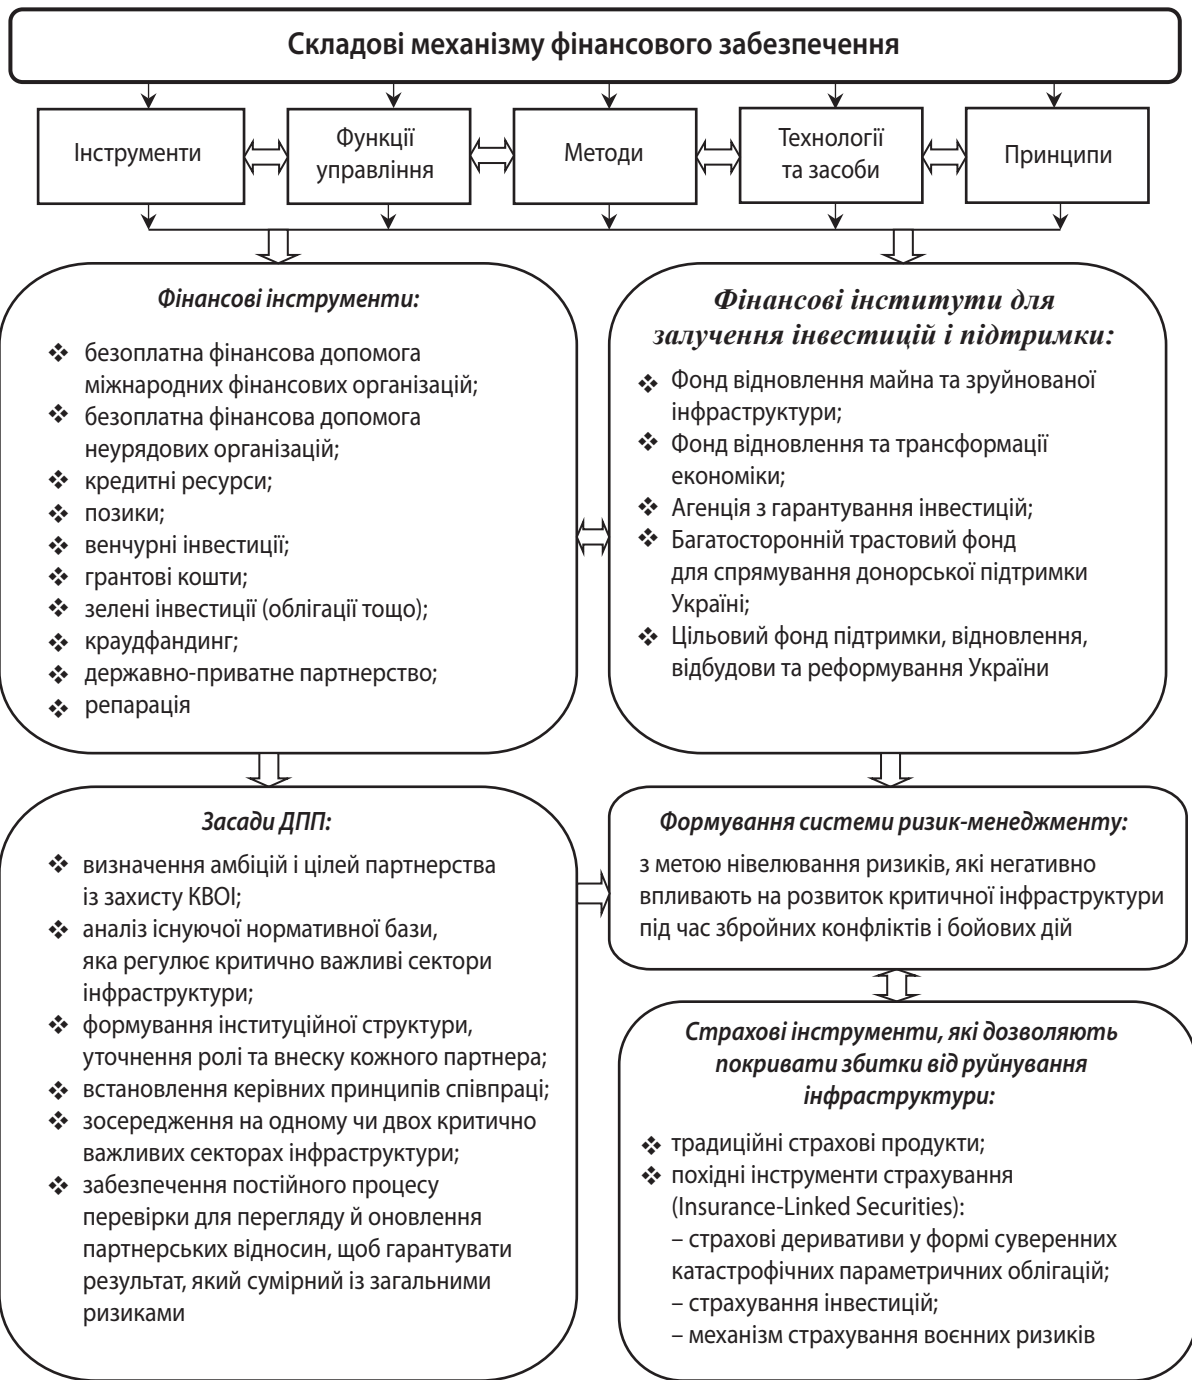 Складові механізму фінансового забезпечення
Інструменти
Функції
управління
Методи
Технології
та засоби
Принципи
Фінансові інструменти:
❖ безоплатна фінансова допомога
міжнародних фінансових організацій;
❖ безоплатна фінансова допомога
неурядових організацій;
❖ кредитні ресурси;
❖ позики;
❖ венчурні інвестиції;
❖ грантові кошти;
❖ зелені інвестиції (облігації тощо);
❖ краудфандинг;
❖ державно-приватне партнерство;
❖ репарація
Фінансові інститути для
залучення інвестицій і підтримки:
❖ Фонд відновлення майна та зруйнованої
інфраструктури;
❖ Фонд відновлення та трансформації
економіки;
❖ Агенція з гарантування інвестицій;
❖ Багатосторонній трастовий фонд
для спрямування донорської підтримки
Україні;
❖ Цільовий фонд підтримки, відновлення,
відбудови та реформування України
Засади ДПП:
❖ визначення амбіцій і цілей партнерства
із захисту КВОІ;
❖ аналіз існуючої нормативної бази,
яка регулює критично важливі сектори
інфраструктури;
❖ формування інституційної структури,
уточнення ролі та внеску кожного партнера;
❖ встановлення керівних принципів співпраці;
❖ зосередження на одному чи двох критично
важливих секторах інфраструктури;
❖ забезпечення постійного процесу
перевірки для перегляду й оновлення
партнерських відносин, щоб гарантувати
результат, який сумірний із загальними
ризиками
Формування системи ризик-менеджменту:
з метою нівелювання ризиків, які негативно
впливають на розвиток критичної інфраструктури
під час збройних конфліктів і бойових дій
Страхові інструменти, які дозволяють
покривати збитки від руйнування
інфраструктури:
❖ традиційні страхові продукти;
❖ похідні інструменти страхування
(Insurance-Linked Securities):
– страхові деривативи у формі суверенних
катастрофічних параметричних облігацій;
– страхування інвестицій;
– механізм страхування воєнних ризиків